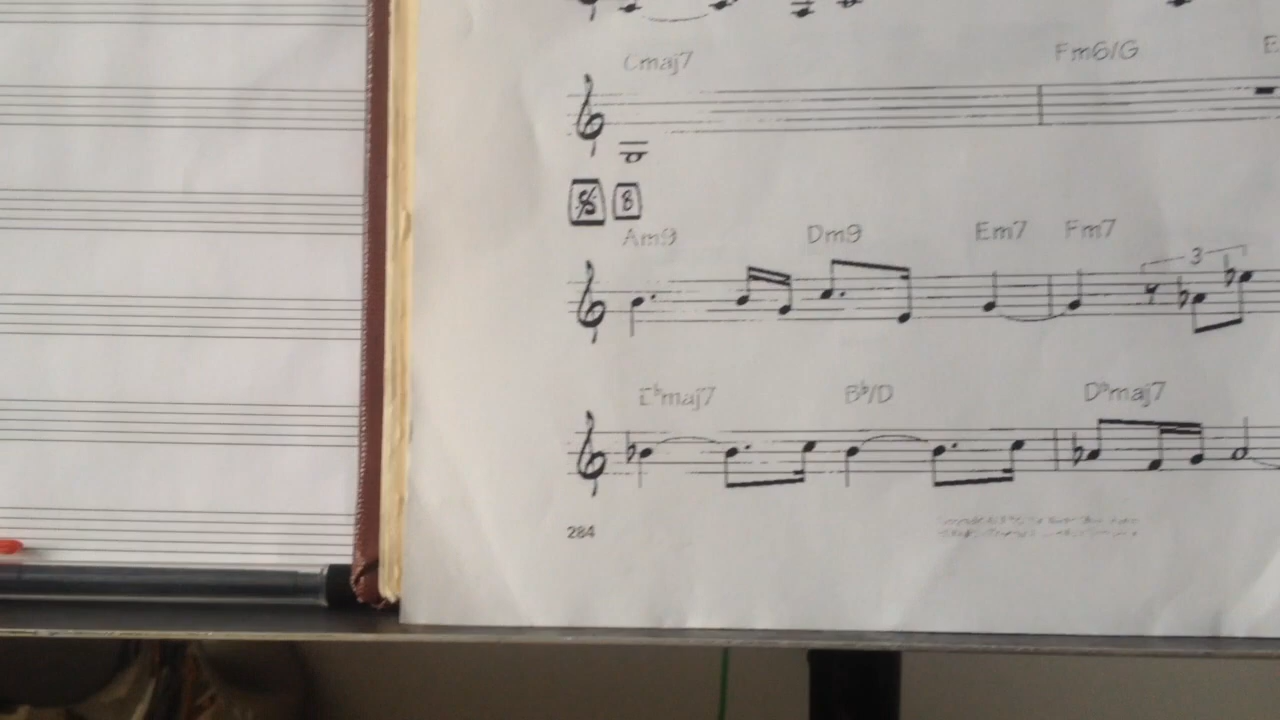 Cmaj7 Fm6/G
B
Am9 Dm9 Em7 Fm7
3
E♭maj7 B♭/D D♭maj7
284